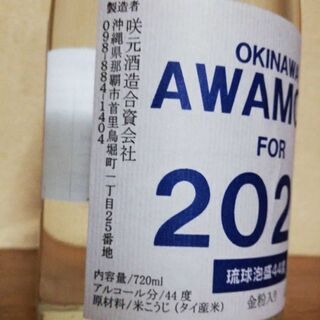 製造者
咲元酒造合資会社
沖縄県那覇市首里鳥堀町一丁目25番地
098-884-1404
OKINAWA
AWAMO
FOR
202
琉球泡盛44度
金粉入り
内容量/720ml
アルコール分/44度
原材料/米こうじ(タイ産米)